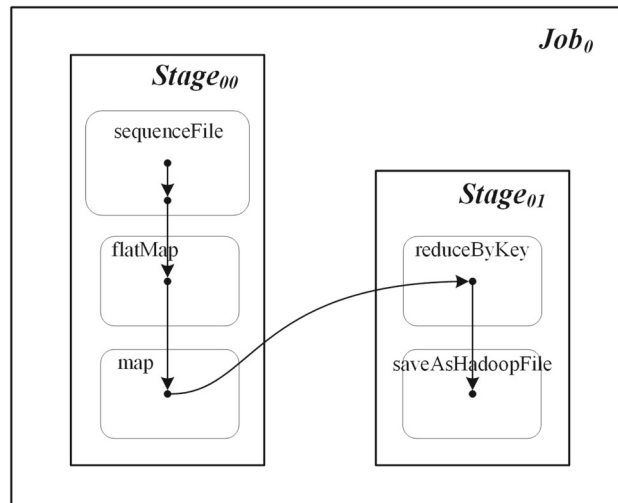 Job0
Stage00
sequenceFile
flatMap
map
Stage01
reduceByKey
saveAsHadoopFile